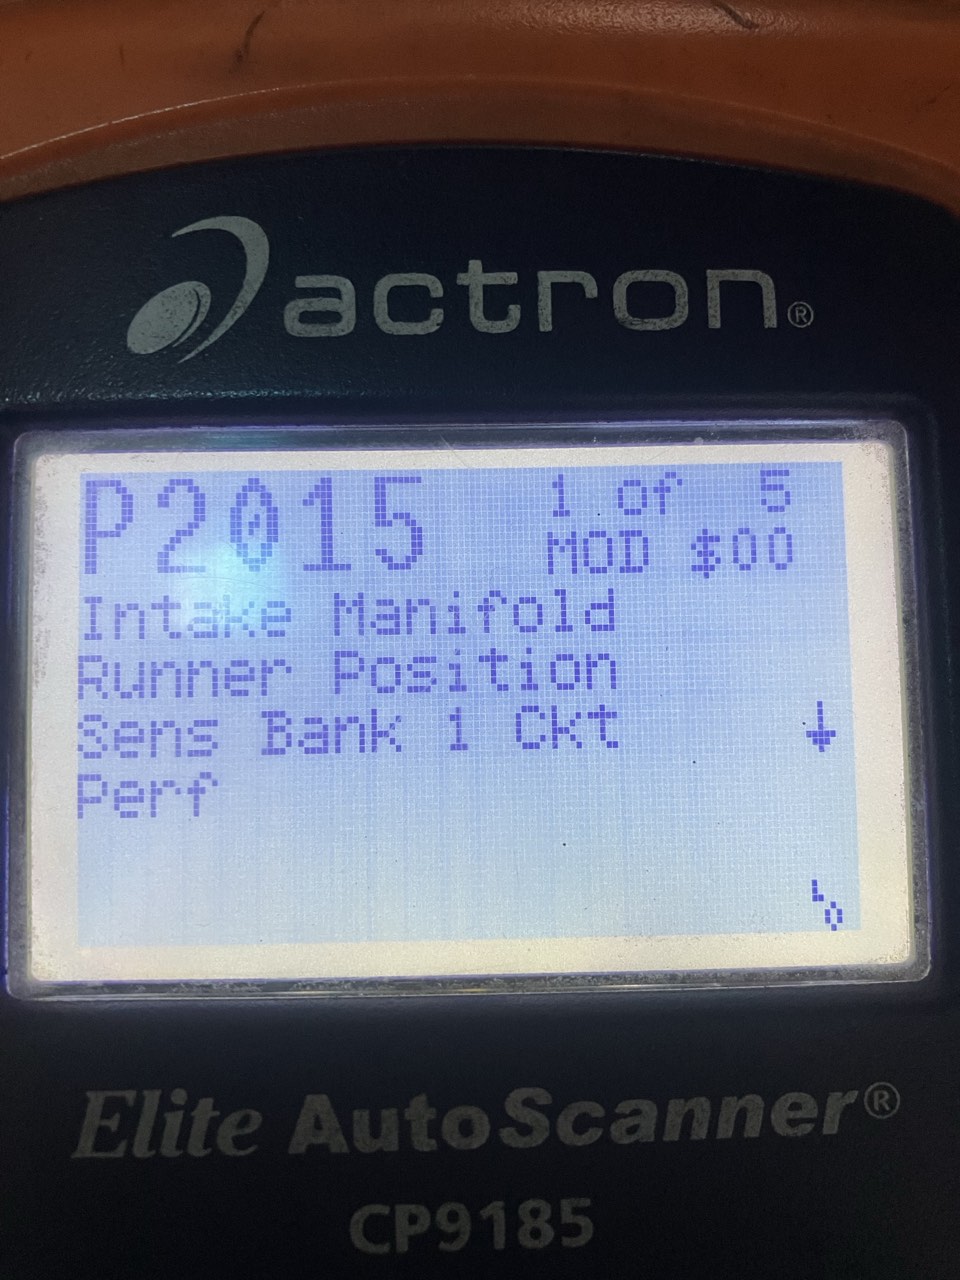 actron®
P2015 1 of 5
MOD $00
Intake Manifold
Runner Position
Sens Bank 1 Ckt
Perf
Elite AutoScanner®
CP9185